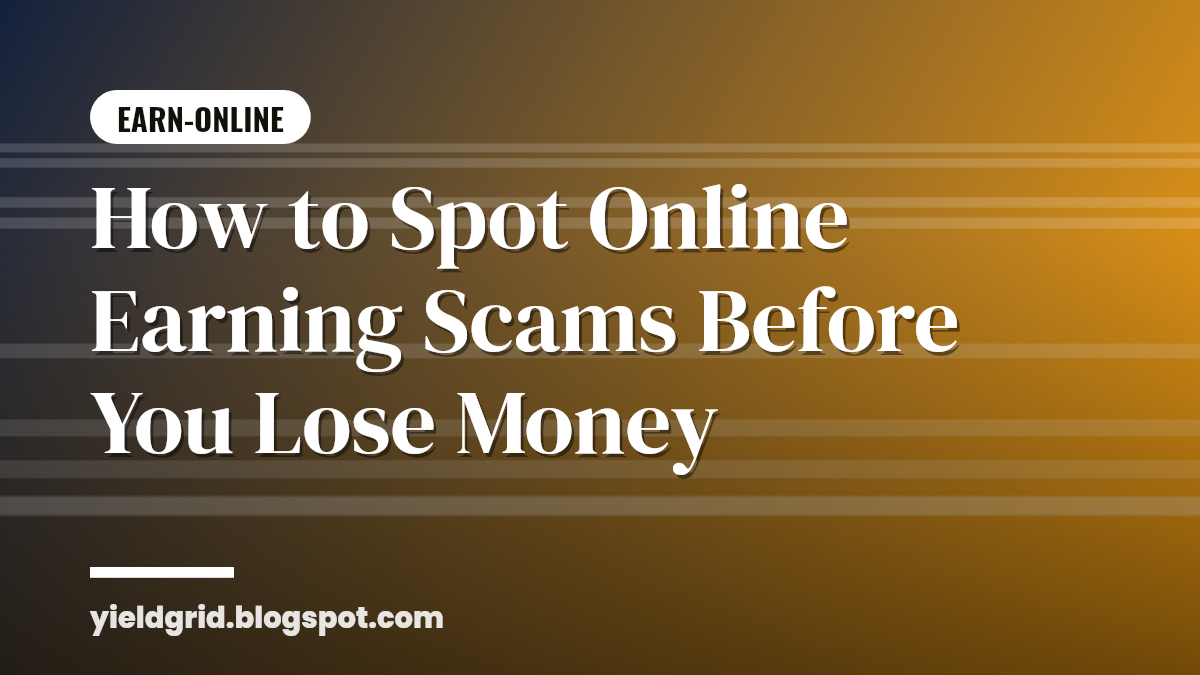 EARN-ONLINE
How to Spot Online
Earning Scams Before
You Lose Money
yieldgrid.blogspot.com